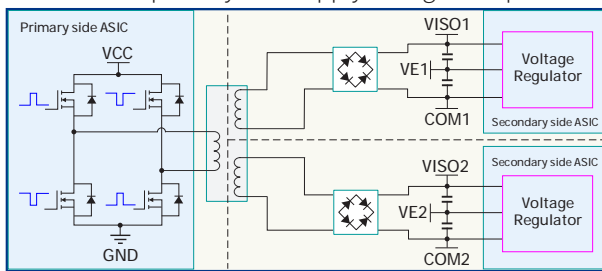 Primary side ASIC
VCC
GND
VISO1
VE1
COM1
Voltage
Regulator
Secondary side ASIC
Secondary side ASIC
VISO2
VE2
COM2
Voltage
Regulator